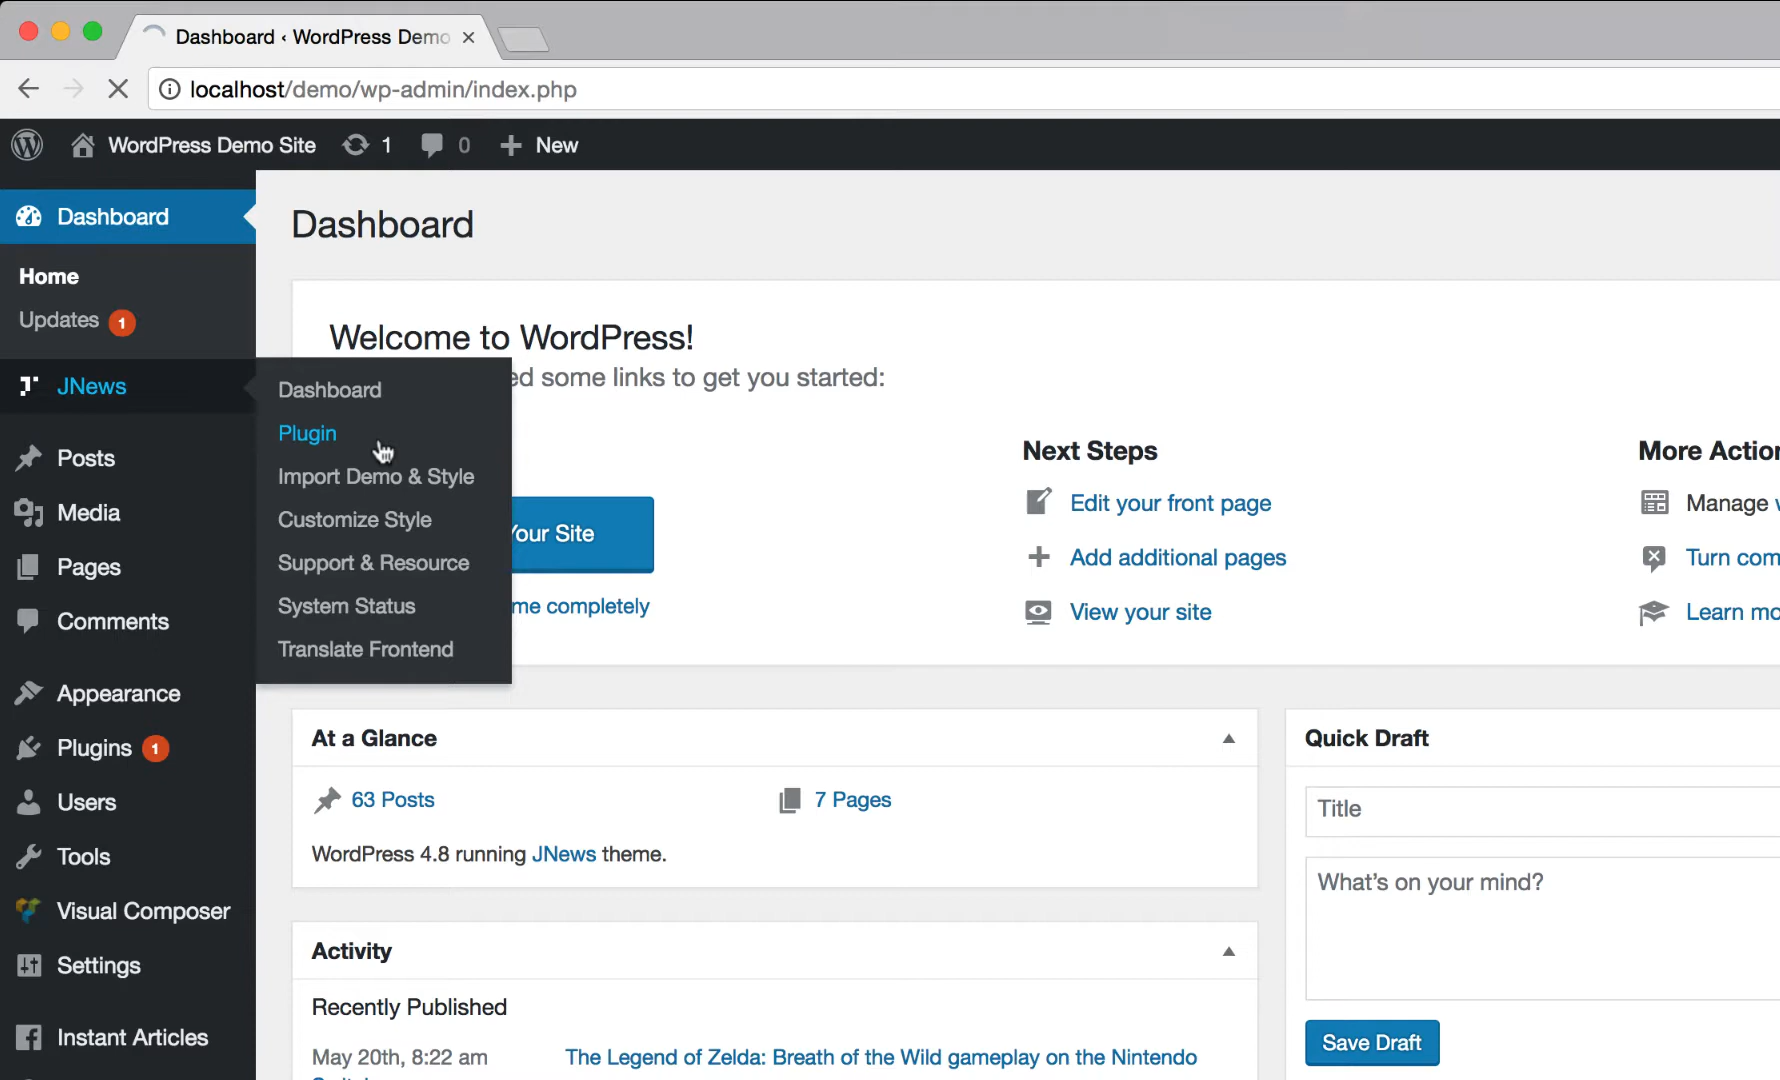 Dashboard ‹ WordPress Demo
localhost/demo/wp-admin/index.php
WordPress Demo Site 1 0 New
Dashboard
Home
Updates 1
JNews
Posts
Media
Pages
Comments
Appearance
Plugins 1
Users
Tools
Visual Composer
Settings
Instant Articles
Dashboard
Plugin
Import Demo & Style
Customize Style
Support & Resource
System Status
Translate Frontend
Dashboard
Welcome to WordPress!
ed some links to get you started:
Your Site
me completely
Next Steps
Edit your front page
Add additional pages
View your site
More Action
Manage w
Turn com
Learn mo
At a Glance
63 Posts
7 Pages
WordPress 4.8 running JNews theme.
Activity
Recently Published
May 20th, 8:22 am The Legend of Zelda: Breath of the Wild gameplay on the Nintendo
Quick Draft
Title
What's on your mind?
Save Draft